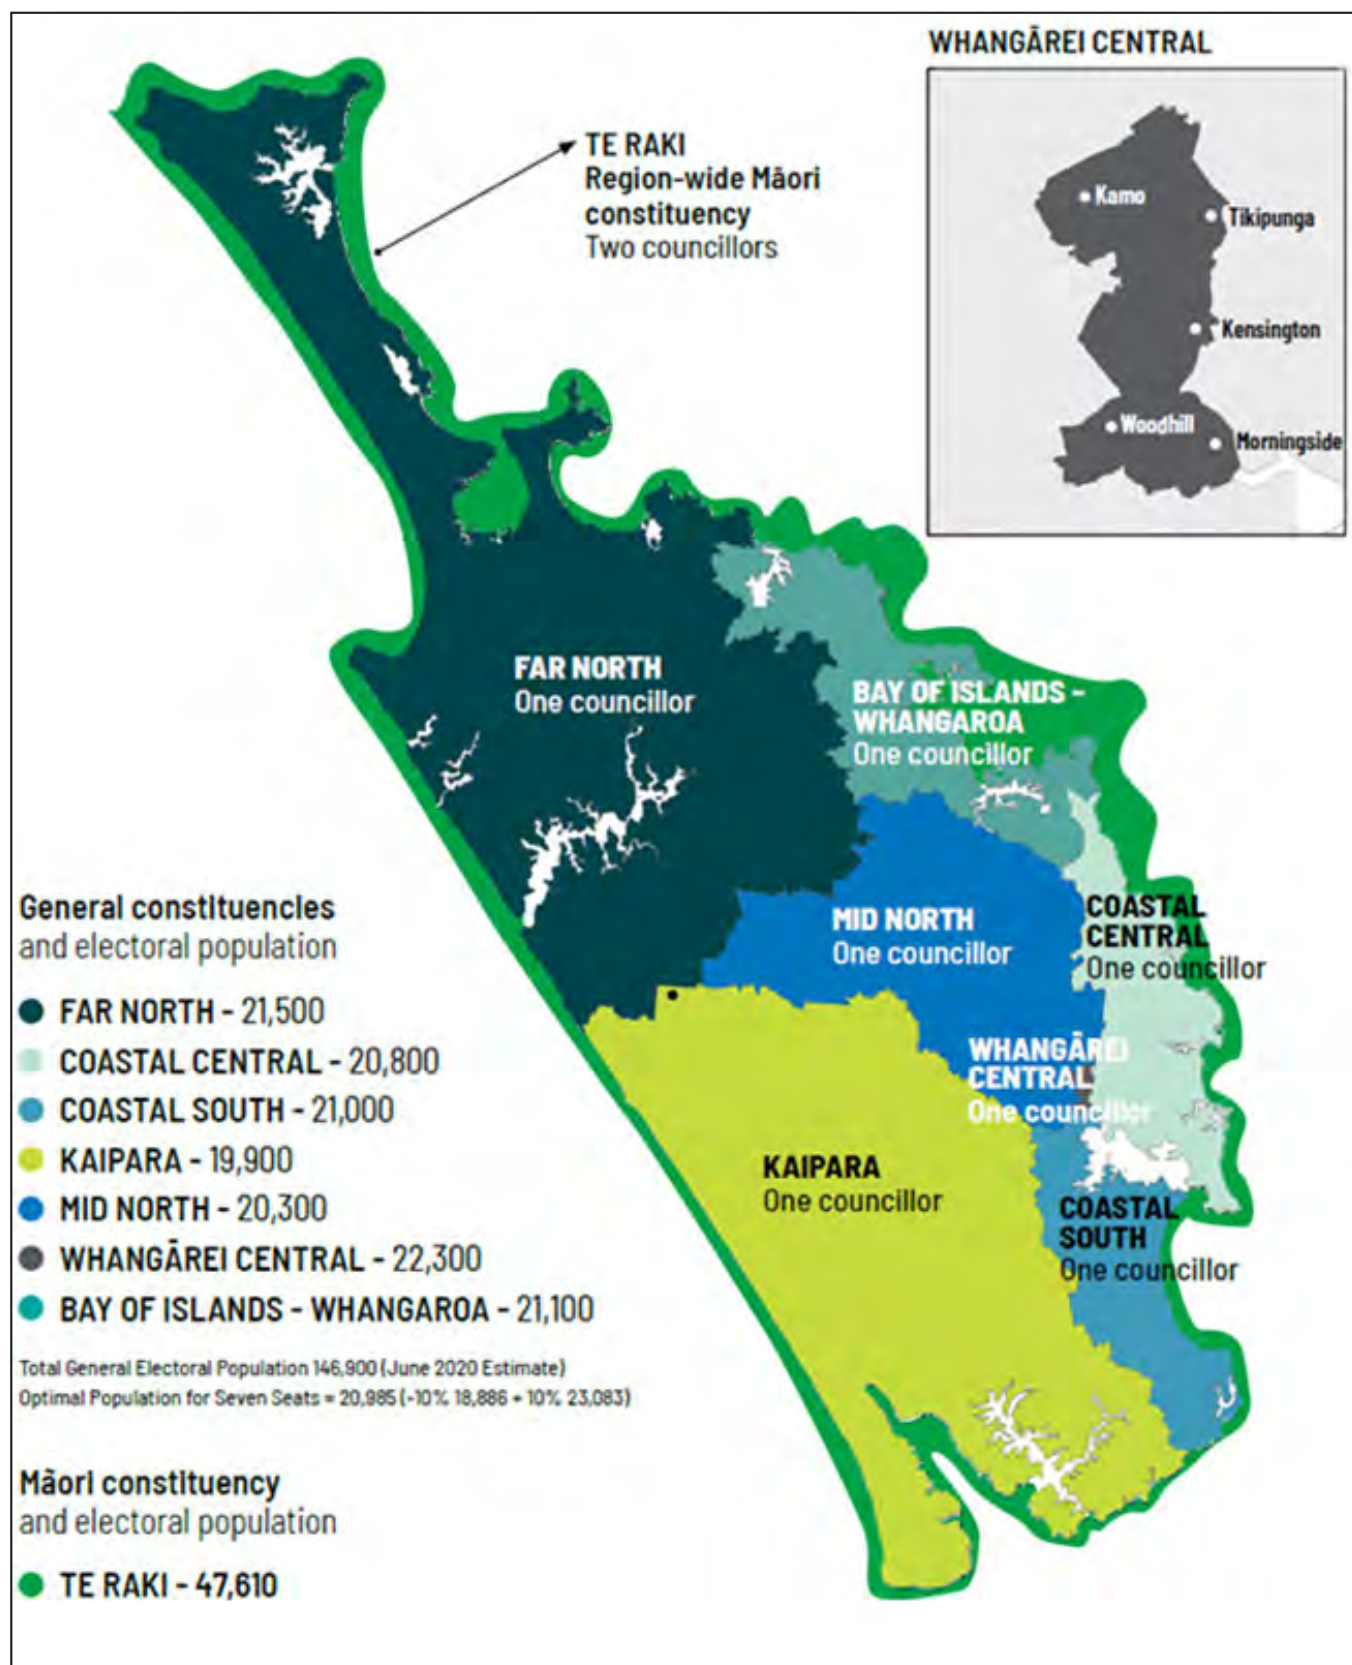 WHANGĀREI CENTRAL
Kamo
Tikipunga
Kensington
Woodhill
Morningside
TE RAKI
Region-wide Māori
constituency
Two councillors
FAR NORTH
One councillor
BAY OF ISLANDS -
WHANGAROA
One councillor
MID NORTH
One councillor
COASTAL
CENTRAL
One councillor
WHANGĀREI
CENTRAL
One councillor
KAIPARA
One councillor
COASTAL
SOUTH
One councillor
General constituencies
and electoral population
FAR NORTH - 21,500
COASTAL CENTRAL - 20,800
COASTAL SOUTH - 21,000
KAIPARA - 19,900
MID NORTH - 20,300
WHANGĀREI CENTRAL - 22,300
BAY OF ISLANDS - WHANGAROA - 21,100
Total General Electoral Population 146,900 (June 2020 Estimate)
Optimal Population for Seven Seats = 20,985 (-10% 18,886 + 10% 23,083)
Māori constituency
and electoral population
TE RAKI - 47,610